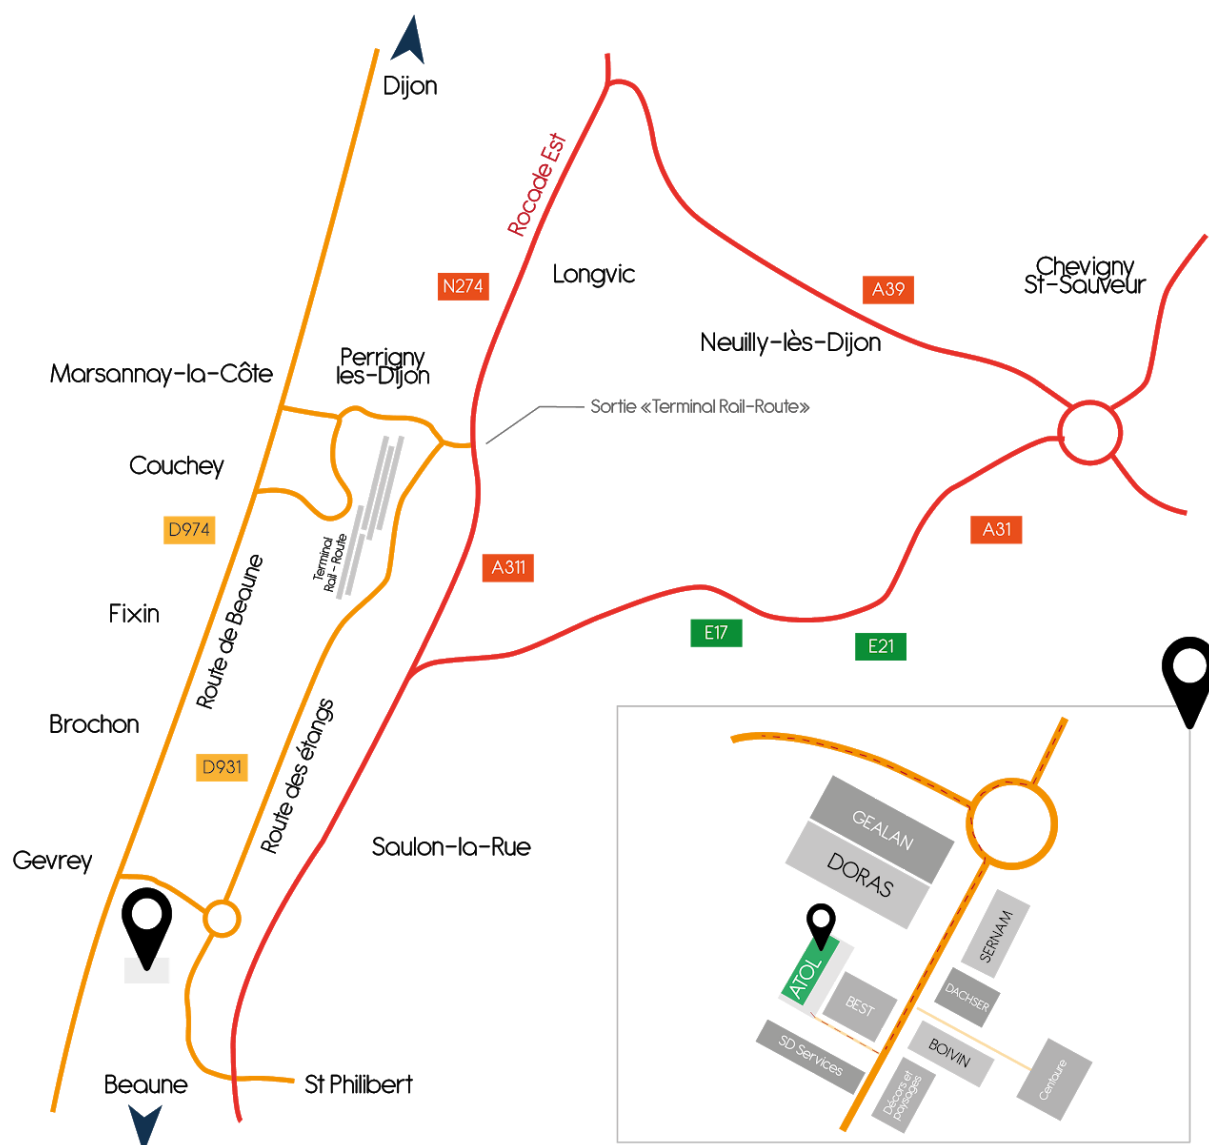 Dijon
Rocade Est
Longvic
N274
A39
Chevigny
St-Sauveur
Neuilly-lès-Dijon
Marsannay-la-Côte
Perrigny
les-Dijon
Sortie «Terminal Rail-Route»
Couchey
D974
Terminal
Rail - Route
A311
A31
Fixin
Route de Beaune
E17
E21
Brochon
D931
Route des étangs
Gevrey
Saulon-la-Rue
Beaune
St Philibert
GEALAN
DORAS
SERNAM
ATOL
BEST
DACHSER
SD Services
BOIVIN
Décors et
paysages
Centaure